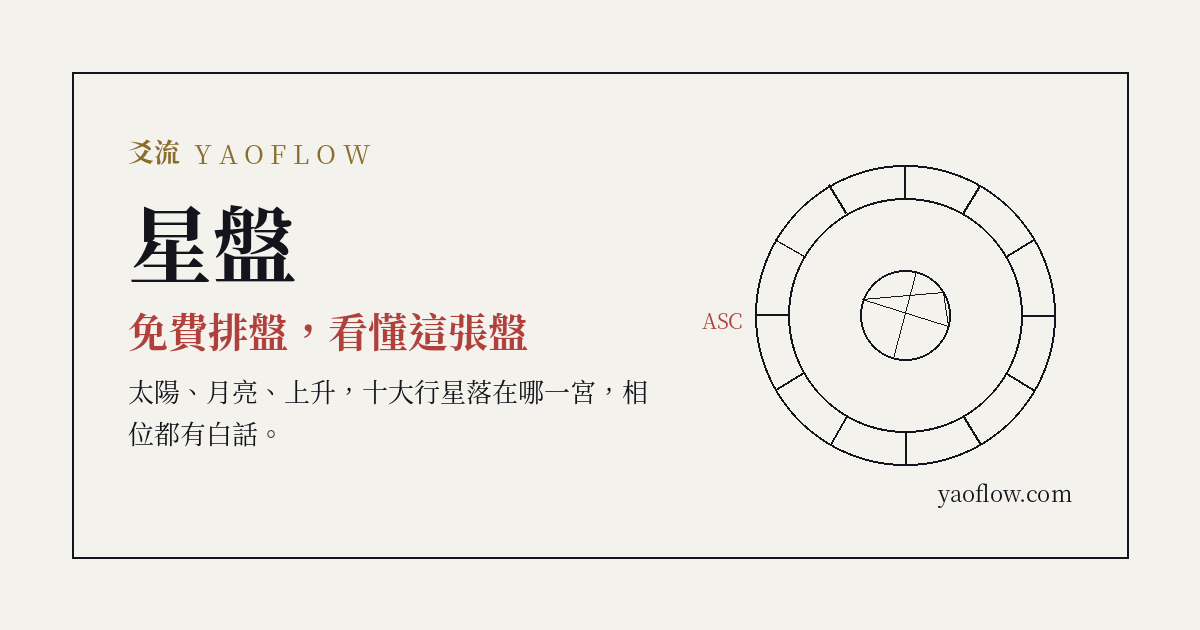 爻流 YAOFLOW
星盤
免費排盤，看懂這張盤
太陽、月亮、上升，十大行星落在哪一宮，相
位都有白話。
ASC
yaoflow.com